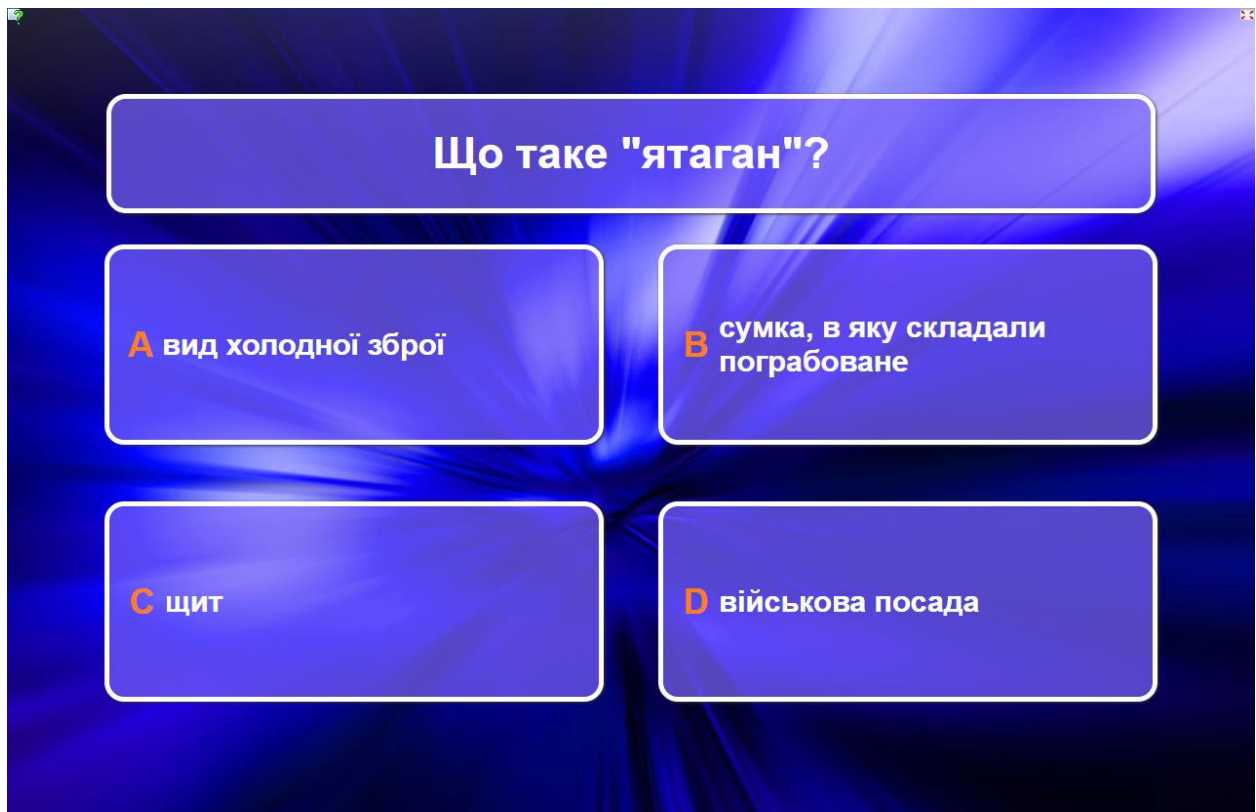 Що таке "ятаган"?
A вид холодної зброї
B сумка, в яку складали
пограбоване
C щит
D військова посада